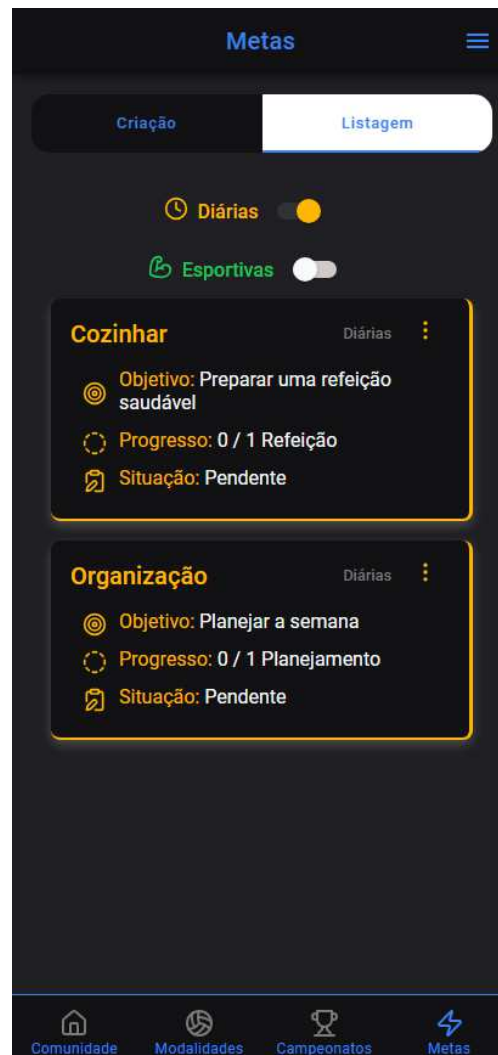 Metas
Criação
Listagem
Diárias
Esportivas
Cozinhar
Diárias
Objetivo: Preparar uma refeição
saudável
Progresso: 0 / 1 Refeição
Situação: Pendente
Organização
Diárias
Objetivo: Planejar a semana
Progresso: 0 / 1 Planejamento
Situação: Pendente
Comunidade
Modalidades
Campeonatos
Metas